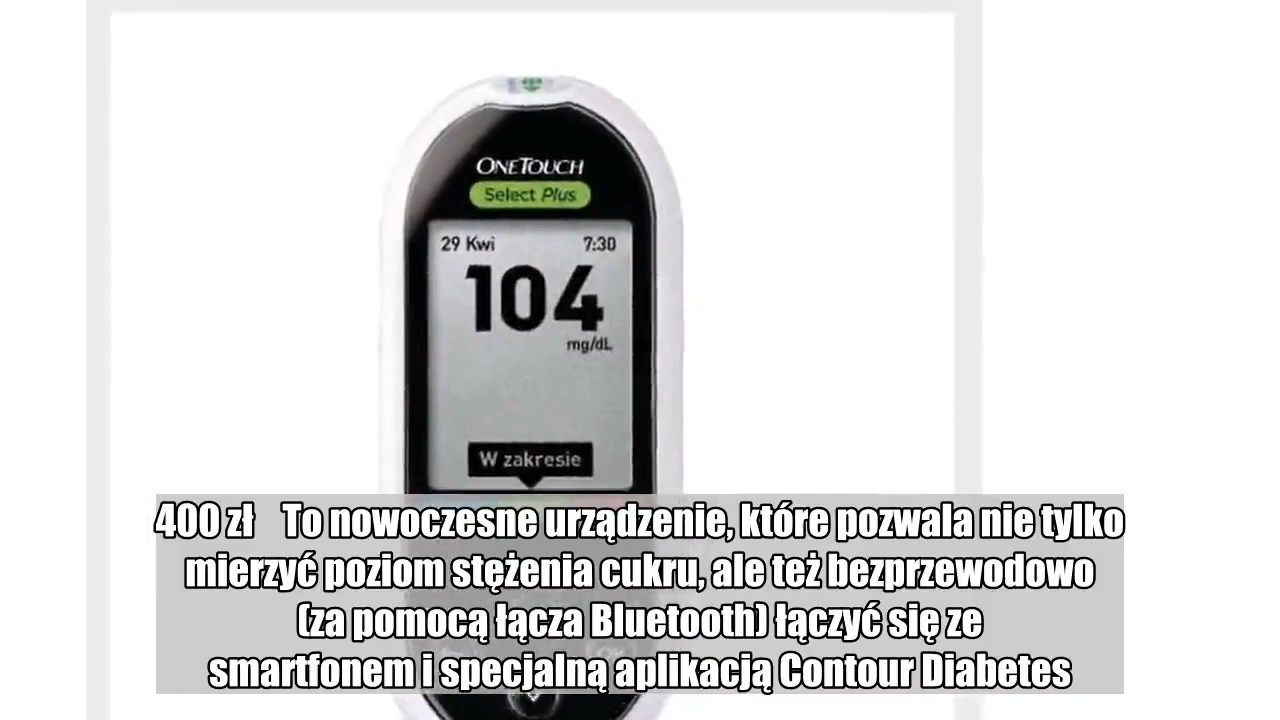 ONETOUCH
Select Plus
29 Kwi 7:30
104
mg/dL
W zakresie
400 zł To nowoczesne urządzenie, które pozwala nie tylko
mierzyć poziom stężenia cukru, ale też bezprzewodowo
(za pomocą łącza Bluetooth) łączyć się ze
smartfonem i specjalną aplikacją Contour Diabetes